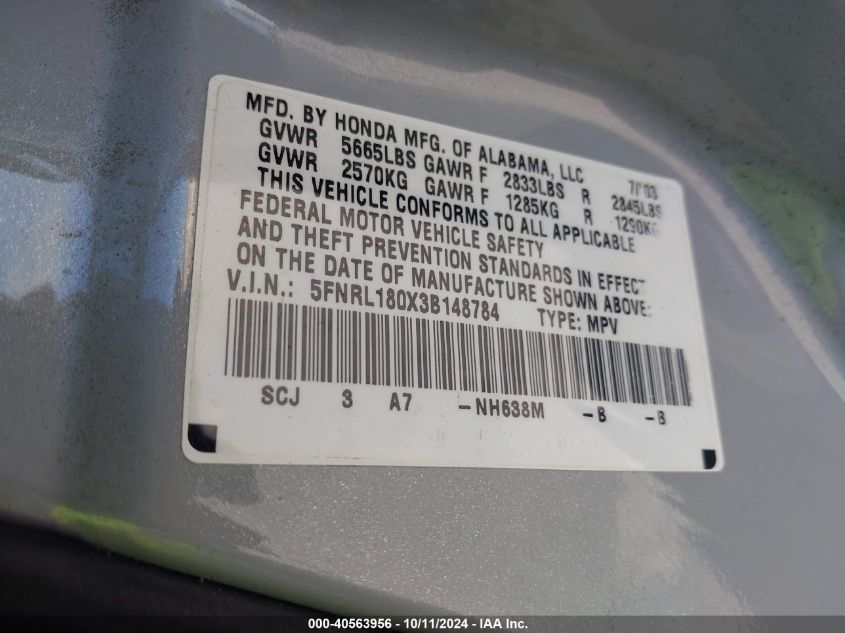 MFD. BY HONDA MFG. OF ALABAMA, LLC 7/03
GVWR 5665LBS GAWR F 2833LBS R 2845LBS
GVWR 2570KG GAWR F 1285KG R 1290KG
THIS VEHICLE CONFORMS TO ALL APPLICABLE
FEDERAL MOTOR VEHICLE SAFETY
AND THEFT PREVENTION STANDARDS IN EFFECT
ON THE DATE OF MANUFACTURE SHOWN ABOVE:
V.I.N.: 5FNRL180X3B148784 TYPE: MPV
SCJ 3 A7 -NH638M -B -B
000-40563956 - 10/11/2024 - IAA Inc.